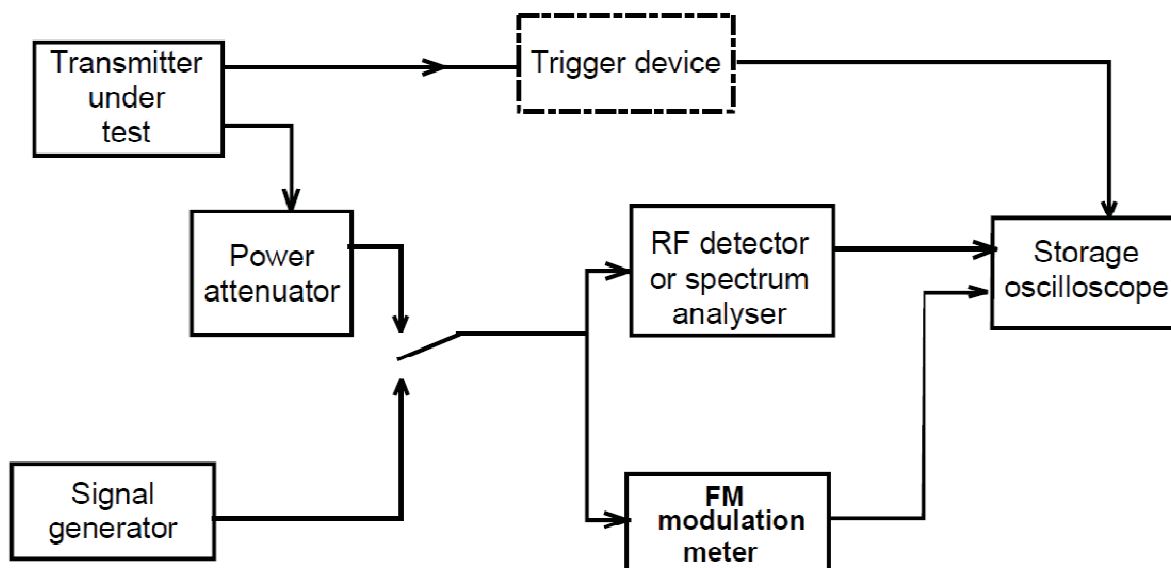 Transmitter
under
test
Trigger device
Power
attenuator
RF detector
or spectrum
analyser
Storage
oscilloscope
Signal
generator
FM
modulation
meter